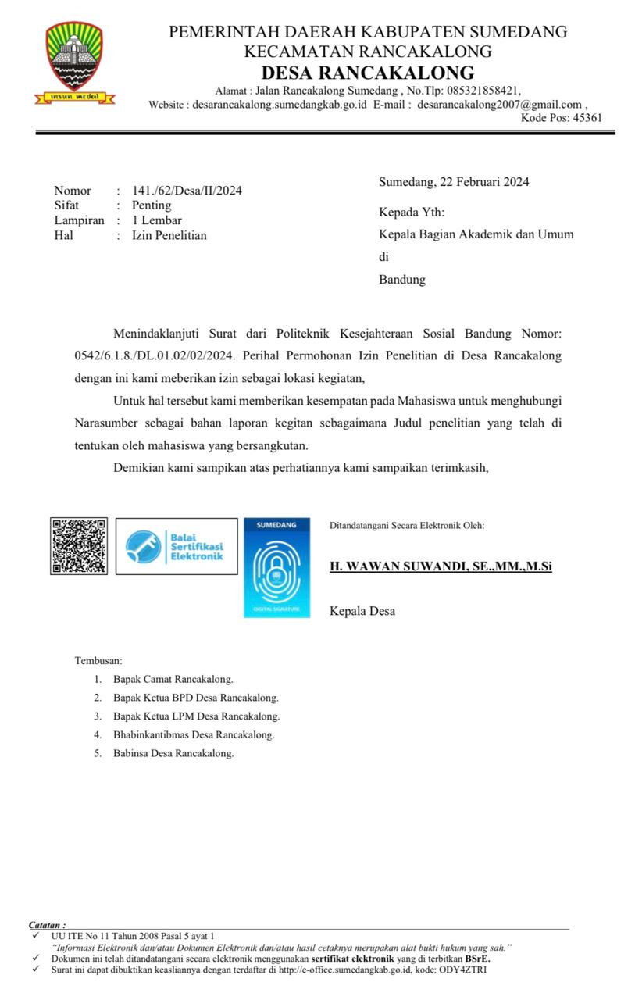 PEMERINTAH DAERAH KABUPATEN SUMEDANG
KECAMATAN RANCAKALONG
DESA RANCAKALONG
Alamat : Jalan Rancakalong Sumedang , No.Tlp: 085321858421,
Website : desarancakalong.sumedangkab.go.id E-mail : desarancakalong2007@gmail.com ,
Kode Pos: 45361
insun medal
Sumedang, 22 Februari 2024
Nomor : 141./62/Desa/II/2024
Sifat : Penting
Lampiran : 1 Lembar
Hal : Izin Penelitian
Kepada Yth:
Kepala Bagian Akademik dan Umum
di
Bandung
Menindaklanjuti Surat dari Politeknik Kesejahteraan Sosial Bandung Nomor:
0542/6.1.8./DL.01.02/02/2024. Perihal Permohonan Izin Penelitian di Desa Rancakalong
dengan ini kami meberikan izin sebagai lokasi kegiatan,
Untuk hal tersebut kami memberikan kesempatan pada Mahasiswa untuk menghubungi
Narasumber sebagai bahan laporan kegitan sebagaimana Judul penelitian yang telah di
tentukan oleh mahasiswa yang bersangkutan.
Demikian kami sampikan atas perhatiannya kami sampaikan terimkasih,
Balai
Sertifikasi
Elektronik
SUMEDANG
DIGITAL SIGNATURE
Ditandatangani Secara Elektronik Oleh:
H. WAWAN SUWANDI, SE.,MM.,M.Si
Kepala Desa
Tembusan:
1. Bapak Camat Rancakalong.
2. Bapak Ketua BPD Desa Rancakalong.
3. Bapak Ketua LPM Desa Rancakalong.
4. Bhabinkantibmas Desa Rancakalong.
5. Babinsa Desa Rancakalong.
Catatan :
✓ UU ITE No 11 Tahun 2008 Pasal 5 ayat 1
“Informasi Elektronik dan/atau Dokumen Elektronik dan/atau hasil cetaknya merupakan alat bukti hukum yang sah.”
✓ Dokumen ini telah ditandatangani secara elektronik menggunakan sertifikat elektronik yang di terbitkan BSrE.
✓ Surat ini dapat dibuktikan keasliannya dengan terdaftar di http://e-office.sumedangkab.go.id, kode: ODY4ZTRI